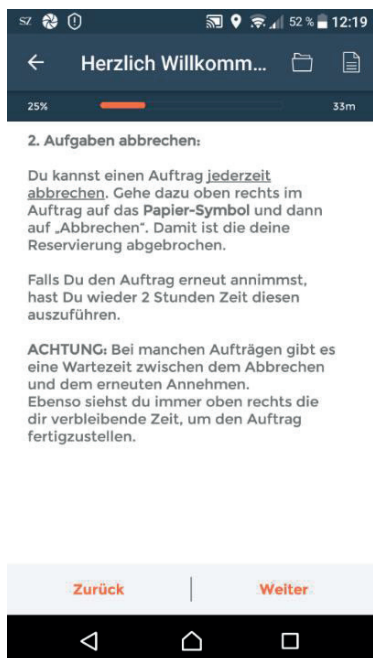 SZ 52 % 12:19
Herzlich Willkomm...
25% 33m
2. Aufgaben abbrechen:
Du kannst einen Auftrag jederzeit
abbrechen. Gehe dazu oben rechts im
Auftrag auf das Papier-Symbol und dann
auf „Abbrechen“. Damit ist die deine
Reservierung abgebrochen.
Falls Du den Auftrag erneut annimmst,
hast Du wieder 2 Stunden Zeit diesen
auszuführen.
ACHTUNG: Bei manchen Aufträgen gibt es
eine Wartezeit zwischen dem Abbrechen
und dem erneuten Annehmen.
Ebenso siehst du immer oben rechts die
dir verbleibende Zeit, um den Auftrag
fertigzustellen.
Zurück Weiter